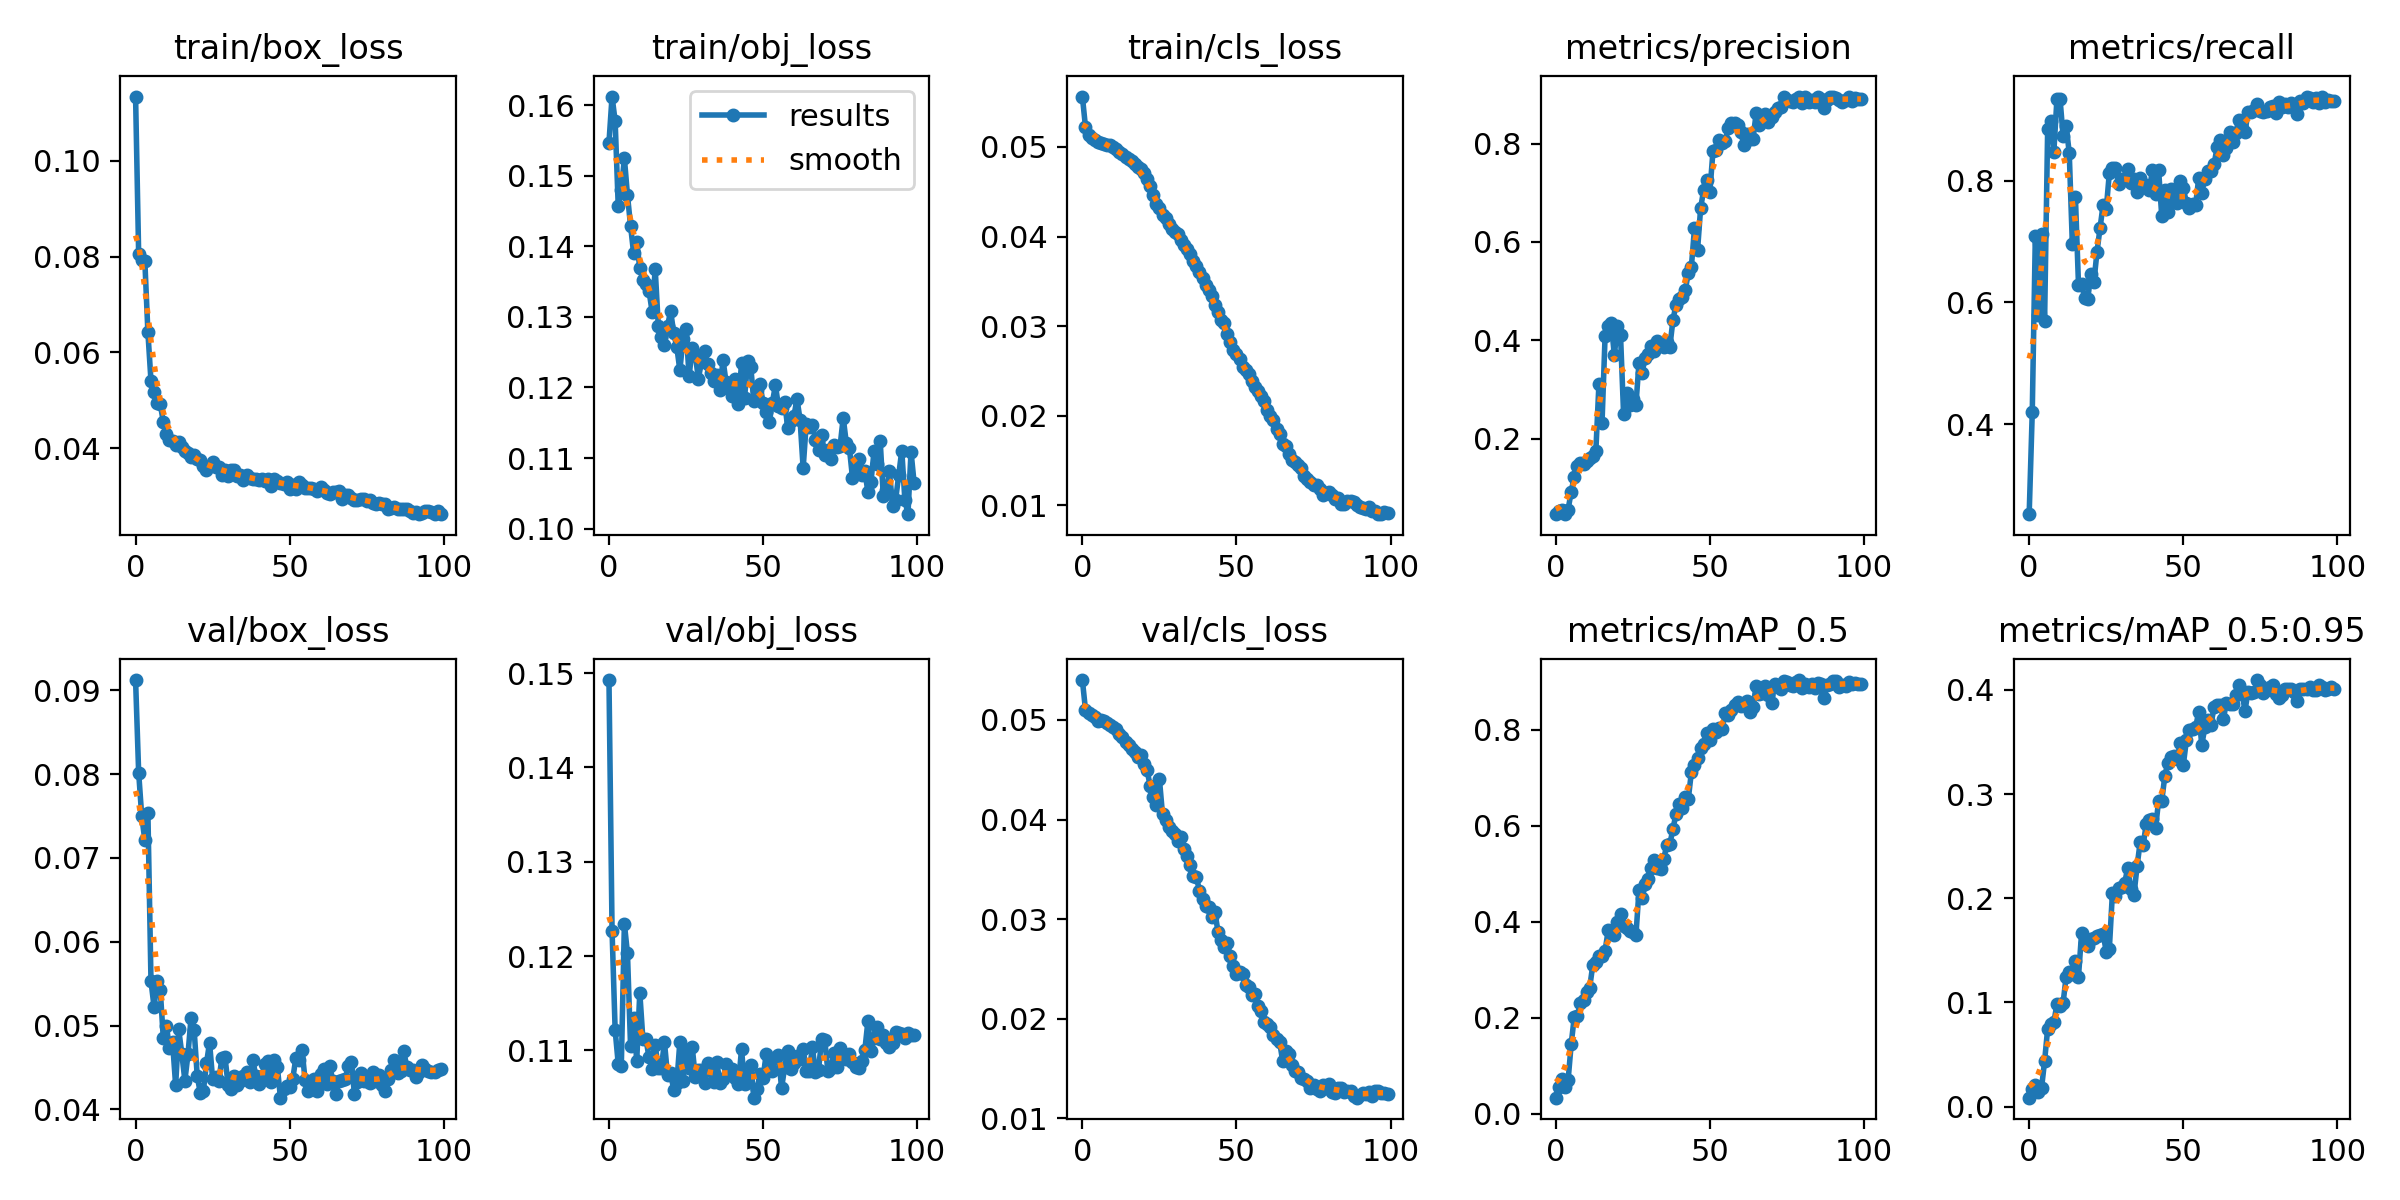 train/box_loss
0.10
0.08
0.06
0.04
0 50 100
train/obj_loss
results
smooth
0.16
0.15
0.14
0.13
0.12
0.11
0.10
0 50 100
train/cls_loss
0.05
0.04
0.03
0.02
0.01
0 50 100
metrics/precision
0.8
0.6
0.4
0.2
0 50 100
metrics/recall
0.8
0.6
0.4
0 50 100
val/box_loss
0.09
0.08
0.07
0.06
0.05
0.04
0 50 100
val/obj_loss
0.15
0.14
0.13
0.12
0.11
0 50 100
val/cls_loss
0.05
0.04
0.03
0.02
0.01
0 50 100
metrics/mAP_0.5
0.8
0.6
0.4
0.2
0.0
0 50 100
metrics/mAP_0.5:0.95
0.4
0.3
0.2
0.1
0.0
0 50 100